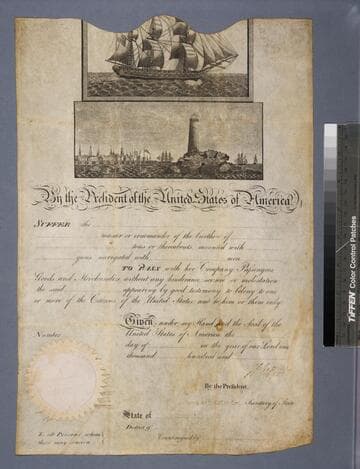 By the President of the United States of America,
SUFFER the
master or commander of the burthen of
tons or thereabouts, mounted with
guns navigated with men
TO PASS with her Company, Passengers
Goods and Merchandize, without any hindrance, seizure or molestation
the said appearing by good testimony to belong to one
or more of the Citizens of the United States and to him or them only.
Given under my Hand and the Seal of the
United States of America the
day of in the year of our Lord one
thousand hundred and
Number
By the President,
Secretary of State
State of
District of
Countersigned by
To all Persons whom
these may concern.
TIFFEN Color Control Patches